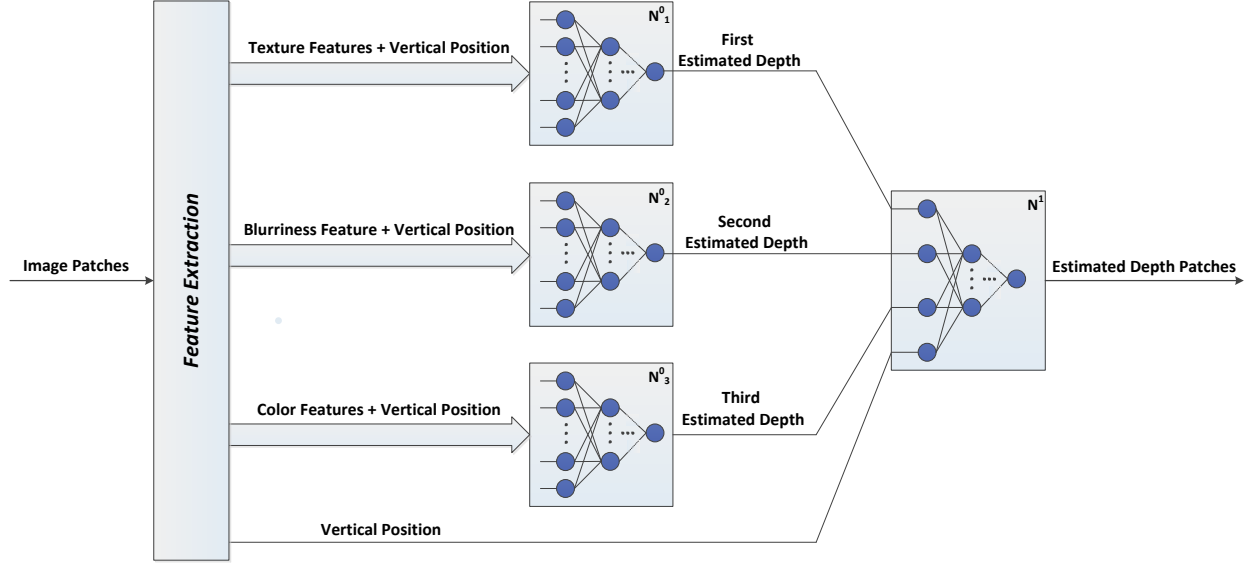 Image Patches
Feature Extraction
Texture Features + Vertical Position
N⁰₁
First
Estimated Depth
Blurriness Feature + Vertical Position
N⁰₂
Second
Estimated Depth
Color Features + Vertical Position
N⁰₃
Third
Estimated Depth
Vertical Position
N¹
Estimated Depth Patches